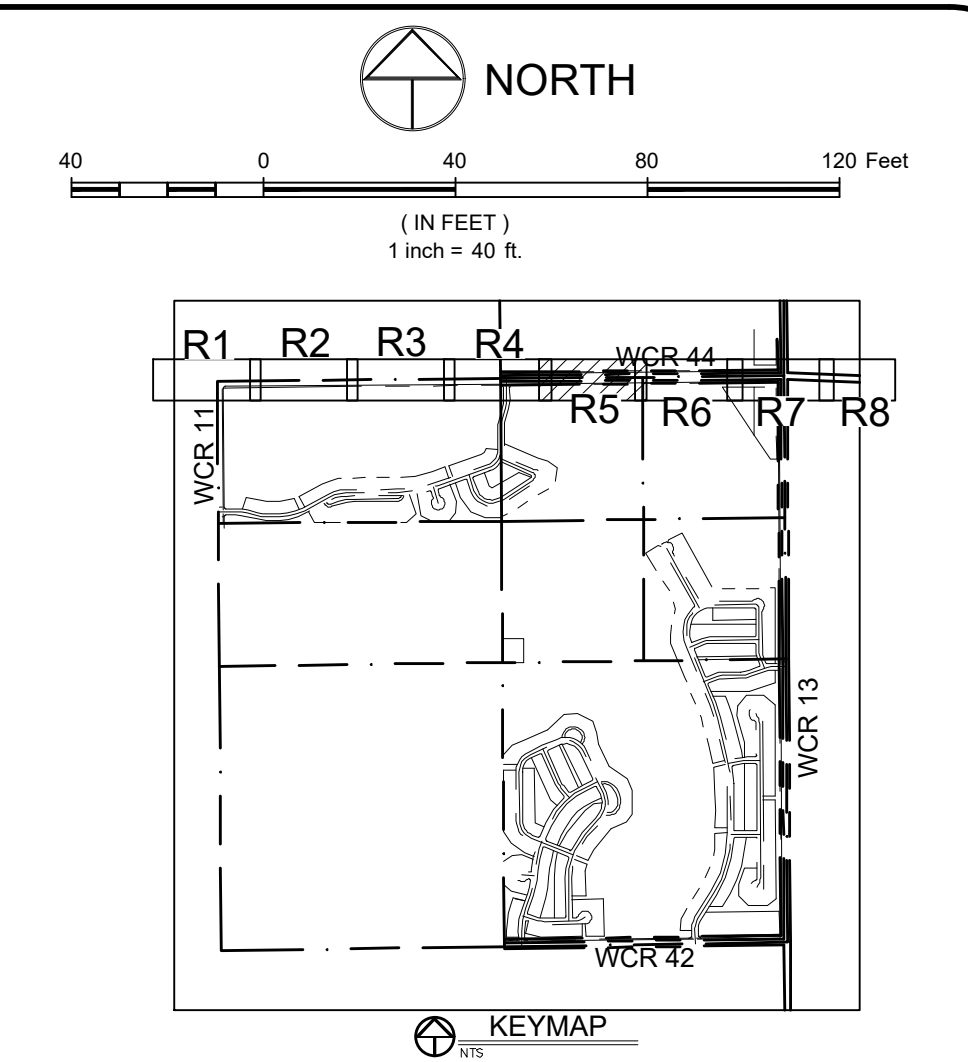 NORTH
40 0 40 80 120 Feet
( IN FEET )
1 inch = 40 ft.
R1 R2 R3 R4 WCR 44
R5 R6 R7 R8
WCR 11
WCR 13
WCR 42
KEYMAP
NTS